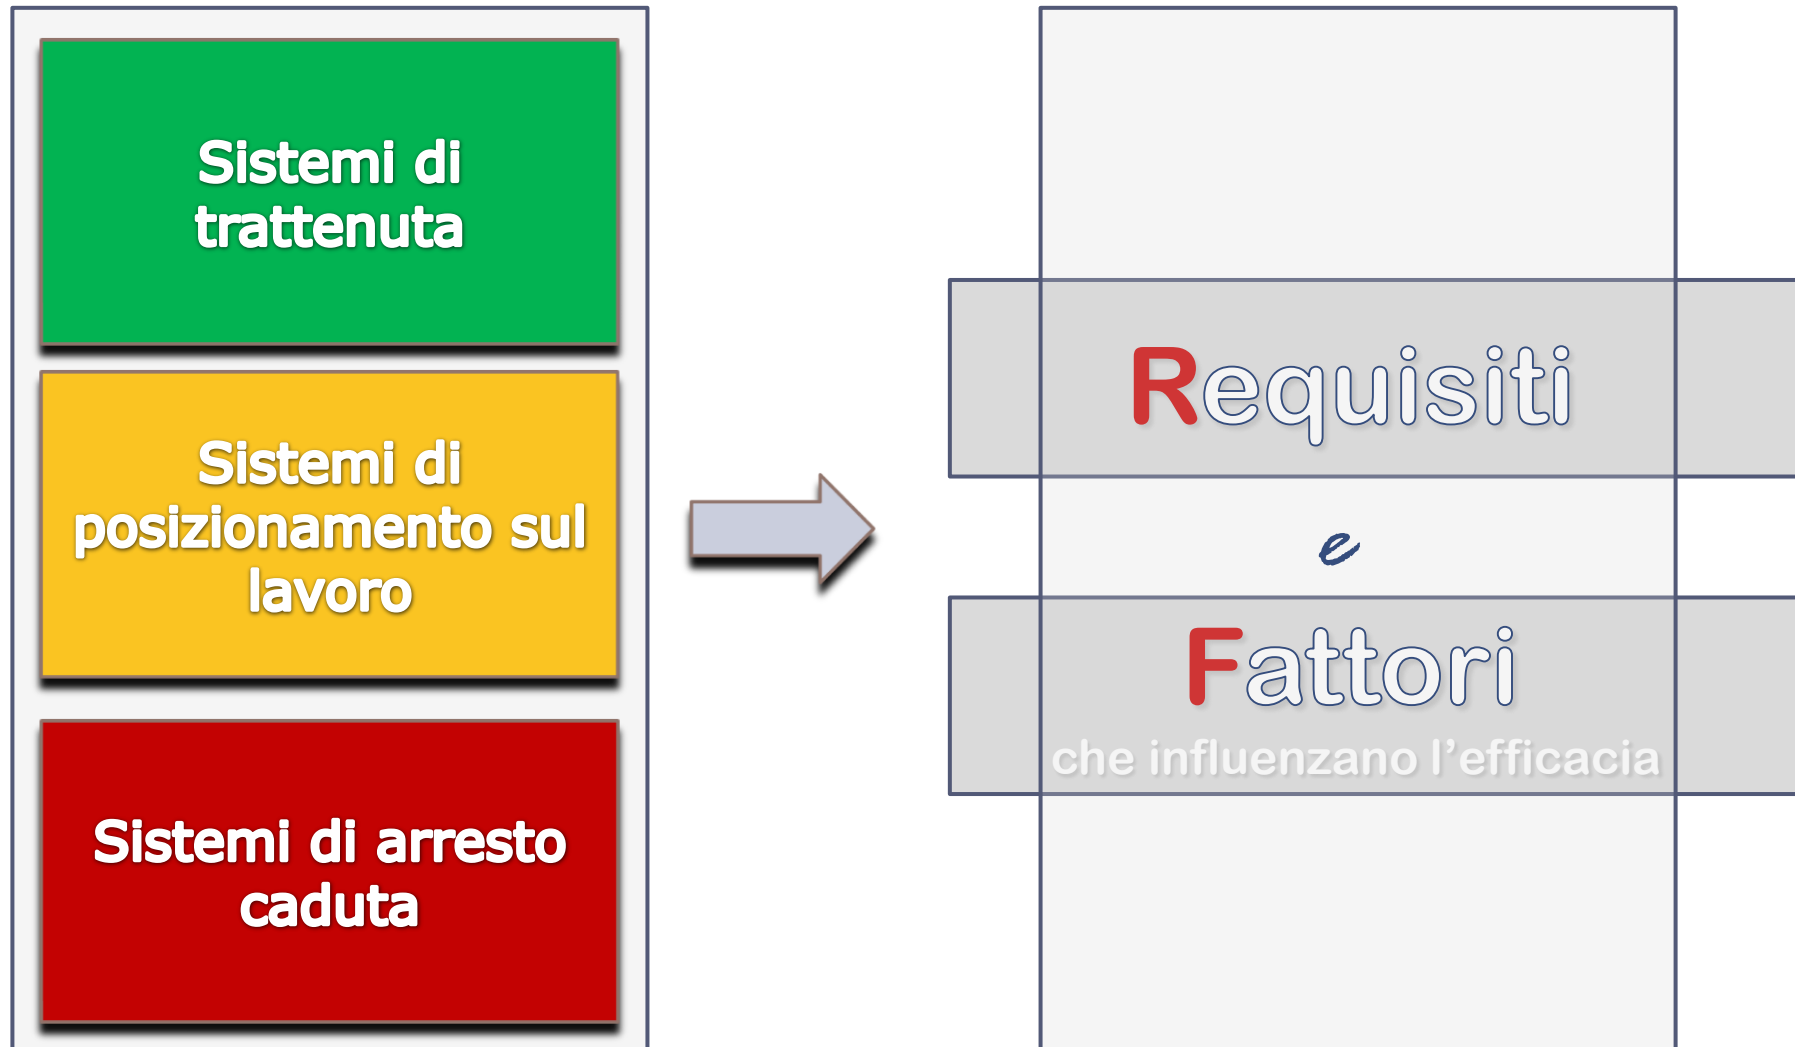 Sistemi di
trattenuta
Sistemi di
posizionamento sul
lavoro
Sistemi di arresto
caduta
Requisiti
e
Fattori
che influenzano l’efficacia